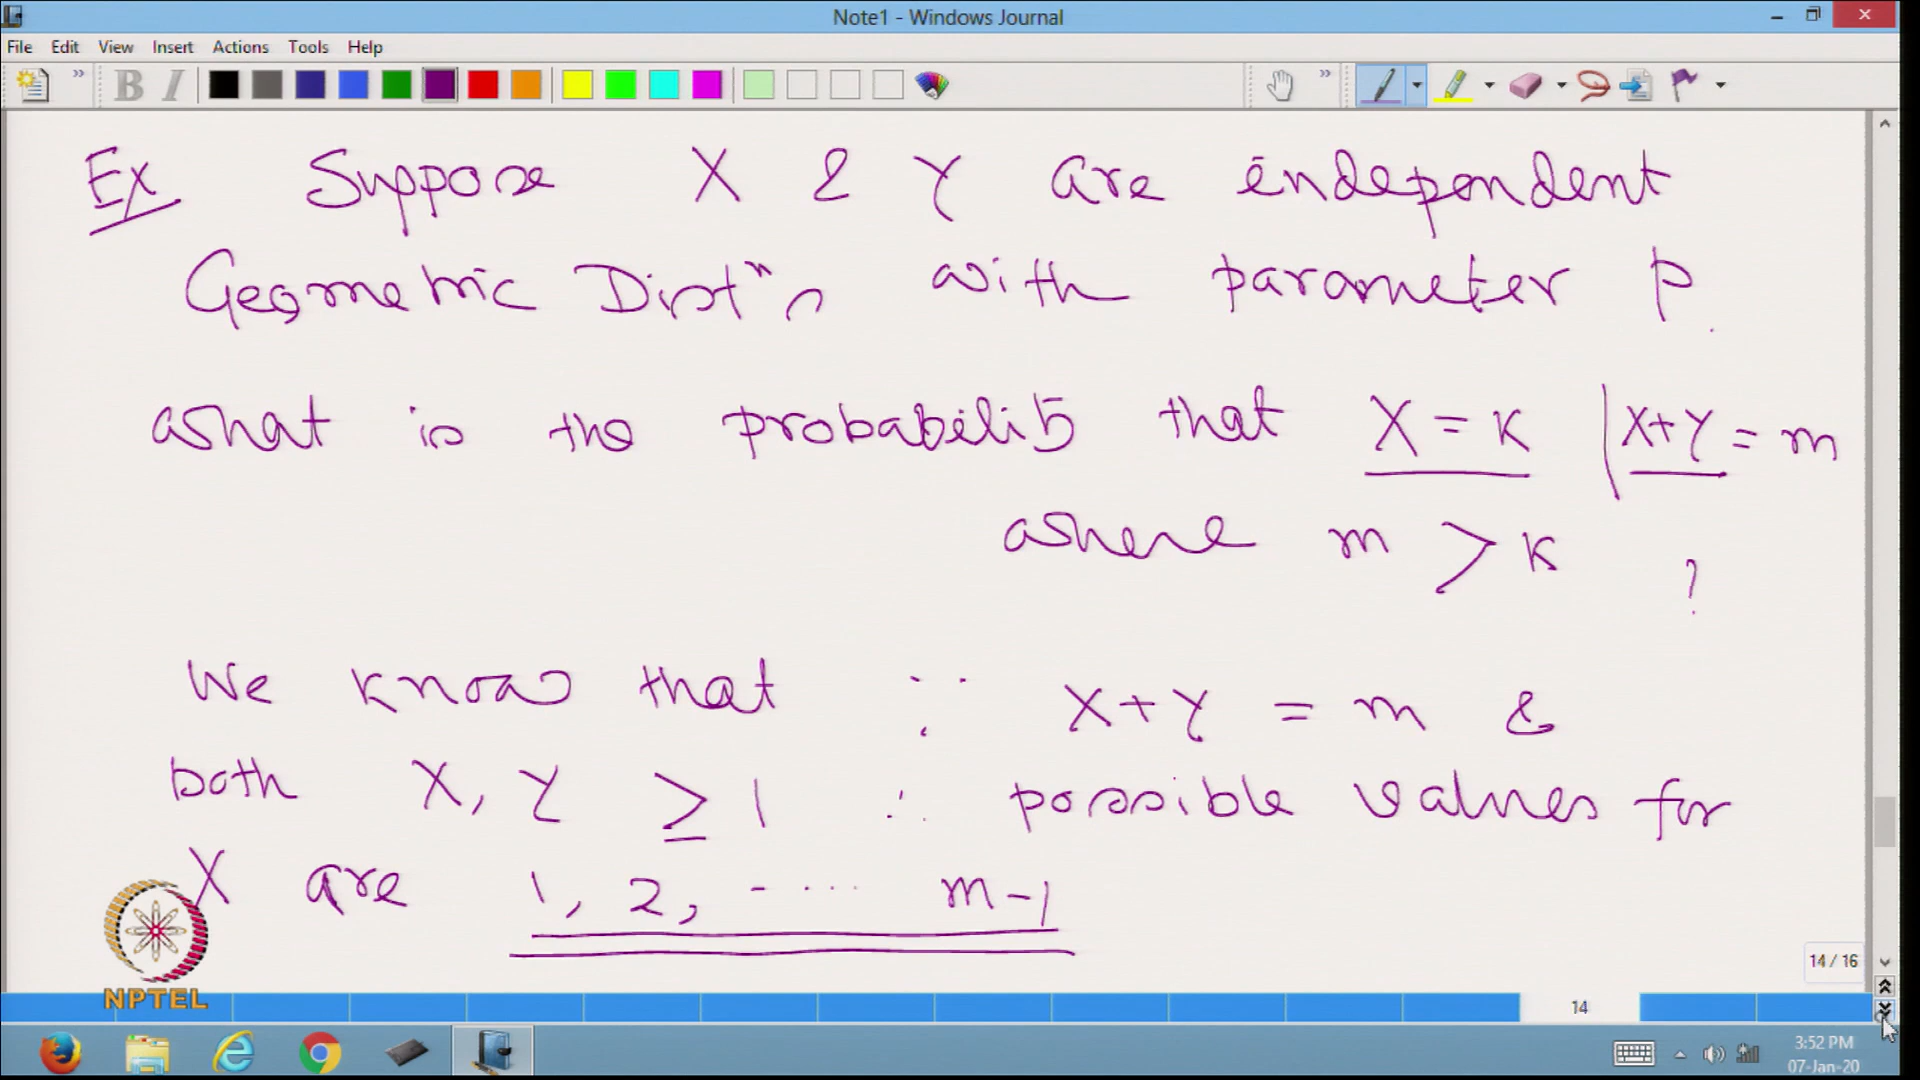 Note1 - Windows Journal
File Edit View Insert Actions Tools Help
Ex Suppose X & Y are independent
Geometric Distⁿs with parameter p.
What is the probability that X = k | X+Y = m
where m > k ?
We know that ∵ X+Y = m &
both X, Y ≥ 1 ∴ possible values for
X are 1, 2, - ... m-1
14 / 16
NPTEL
14
3:52 PM
07-Jan-20